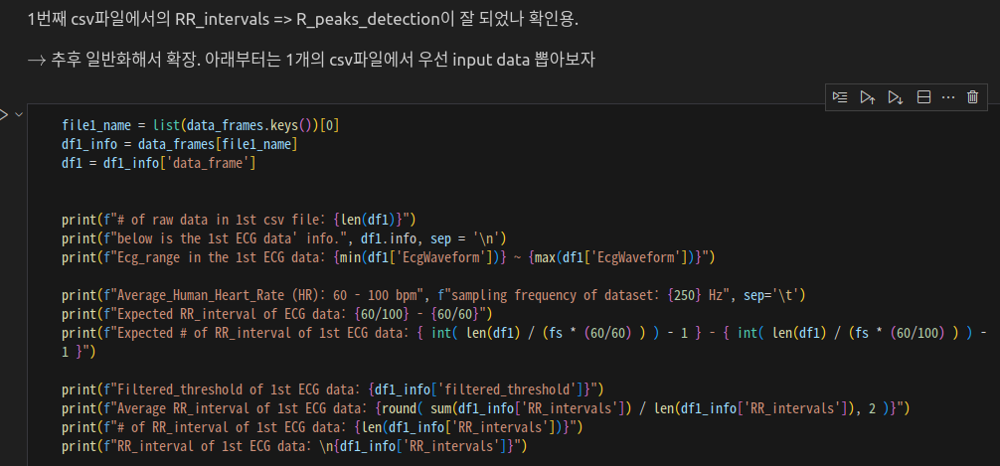 1번째 csv파일에서의 RR_intervals => R_peaks_detection이 잘 되었나 확인용.
→ 추후 일반화해서 확장. 아래부터는 1개의 csv파일에서 우선 input data 뽑아보자
file1_name = list(data_frames.keys())[0]
df1_info = data_frames[file1_name]
df1 = df1_info['data_frame']
print(f"# of raw data in 1st csv file: {len(df1)}")
print(f"below is the 1st ECG data' info.", df1.info, sep = '\n')
print(f"Ecg_range in the 1st ECG data: {min(df1['EcgWaveform'])} ~ {max(df1['EcgWaveform'])}")
print(f"Average_Human_Heart_Rate (HR): 60 - 100 bpm", f"sampling frequency of dataset: {250} Hz", sep='\t')
print(f"Expected RR_interval of ECG data: {60/100} - {60/60}")
print(f"Expected # of RR_interval of 1st ECG data: { int( len(df1) / (fs * (60/60) ) ) - 1 } - { int( len(df1) / (fs * (60/100) ) ) -
1 }")
print(f"Filtered_threshold of 1st ECG data: {df1_info['filtered_threshold']}")
print(f"Average RR_interval of 1st ECG data: {round( sum(df1_info['RR_intervals']) / len(df1_info['RR_intervals']), 2 )}")
print(f"# of RR_interval of 1st ECG data: {len(df1_info['RR_intervals'])}")
print(f"RR_interval of 1st ECG data: \n{df1_info['RR_intervals']}")